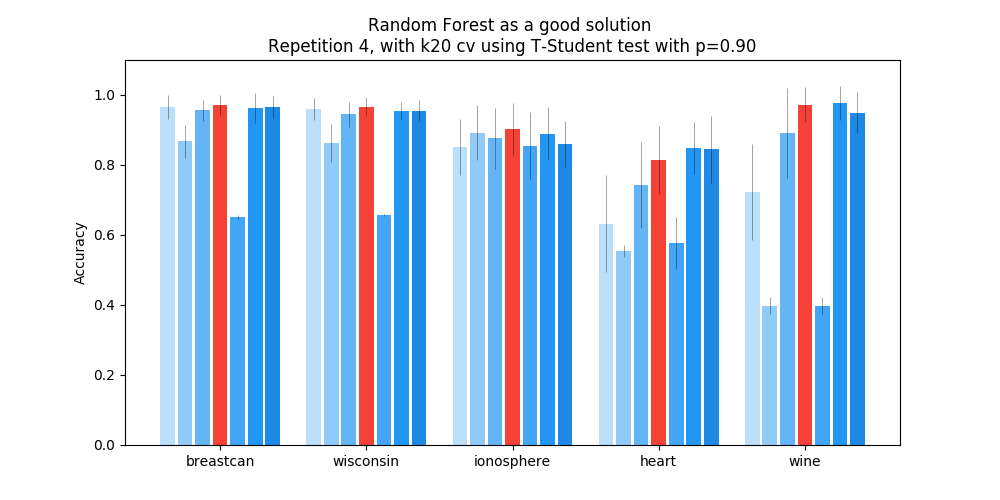 Random Forest as a good solution
Repetition 4, with k20 cv using T-Student test with p=0.90
1.0
0.8
0.6
0.4
0.2
0.0
Accuracy
breastcan wisconsin ionosphere heart wine